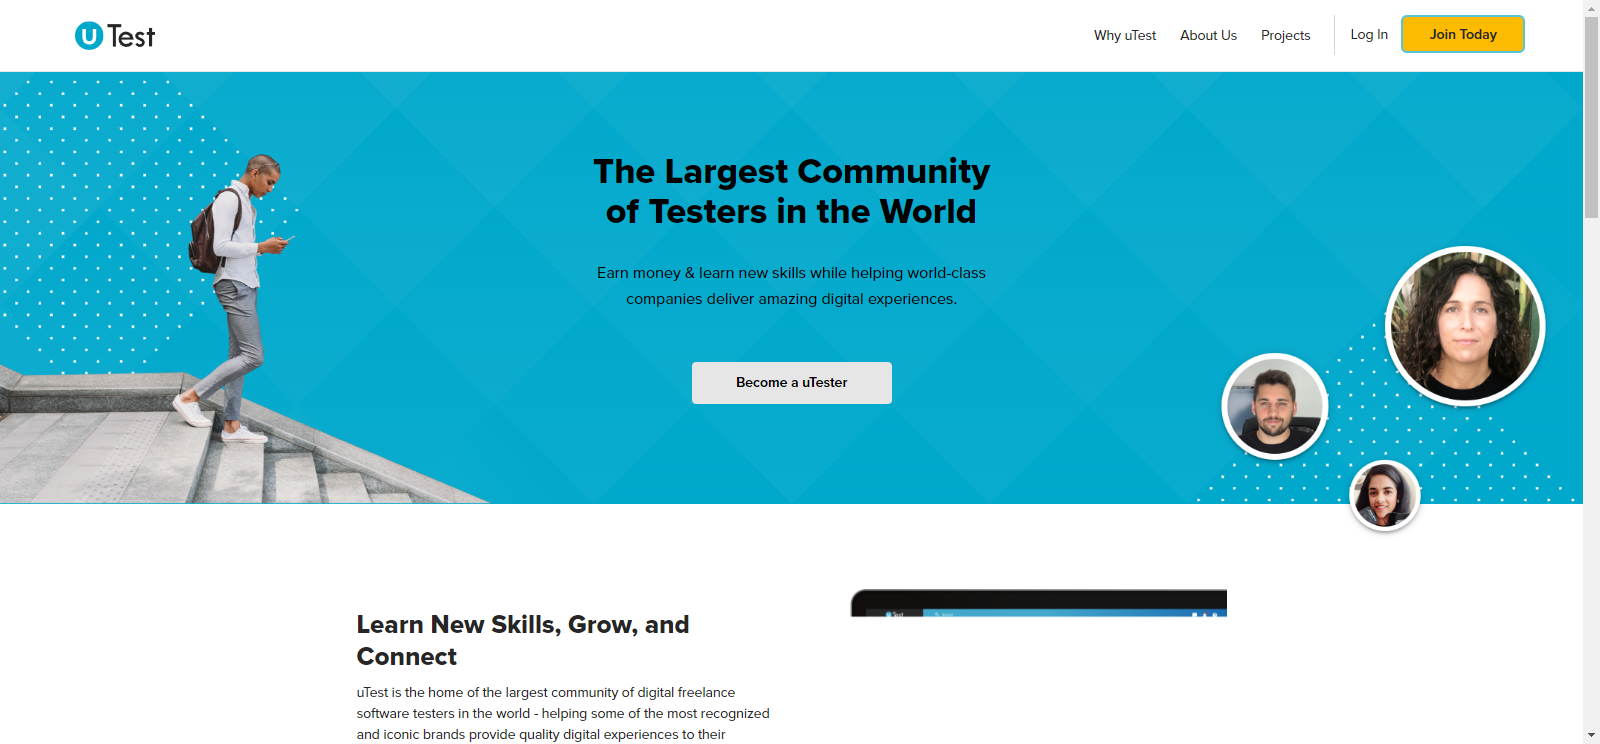 uTest
Why uTest
About Us
Projects
Log In
Join Today
The Largest Community
of Testers in the World
Earn money & learn new skills while helping world-class
companies deliver amazing digital experiences.
Become a uTester
Learn New Skills, Grow, and
Connect
uTest is the home of the largest community of digital freelance
software testers in the world - helping some of the most recognized
and iconic brands provide quality digital experiences to their
uTest